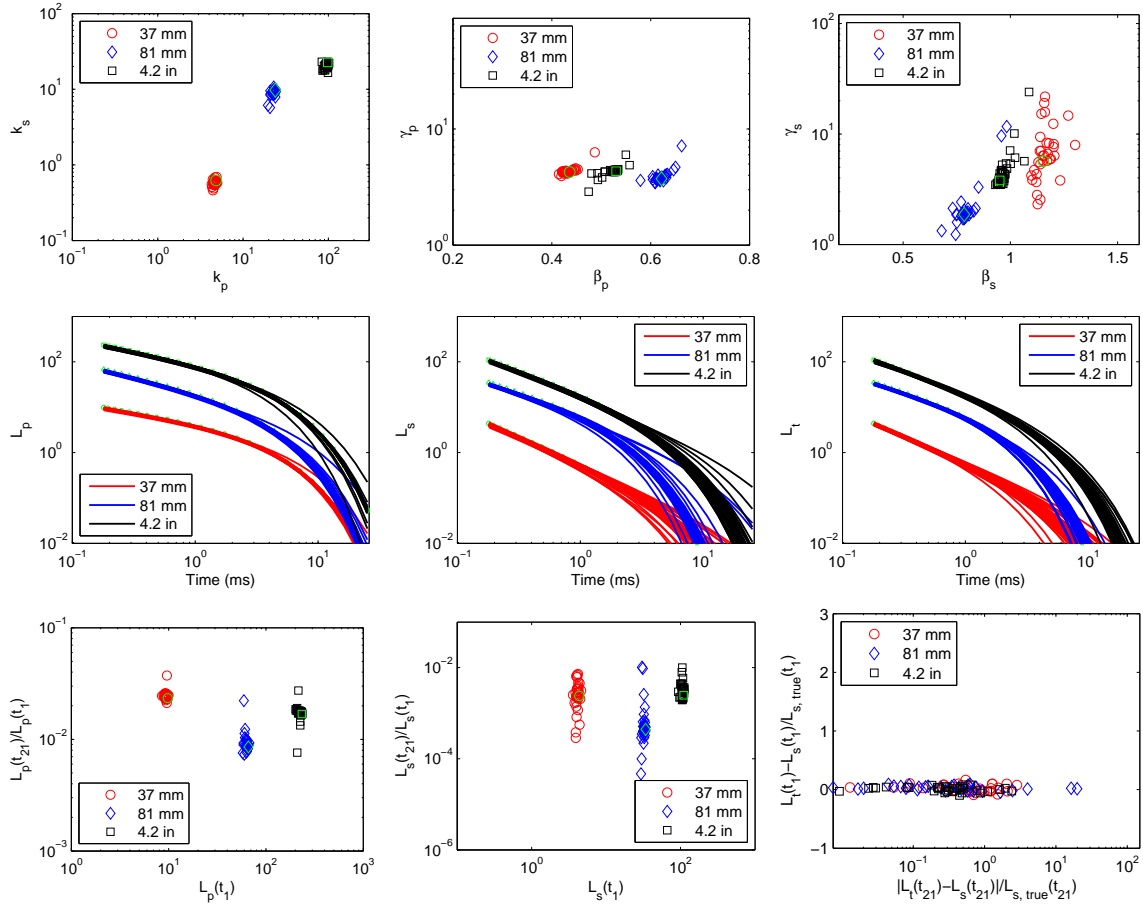 37 mm
81 mm
4.2 in
10^2
10^1
10^0
10^-1
k_s
10^-1 10^0 10^1 10^2
k_p
37 mm
81 mm
4.2 in
10^1
10^0
γ_p
0.2 0.4 0.6 0.8
β_p
37 mm
81 mm
4.2 in
10^2
10^1
10^0
γ_s
0.5 1 1.5
β_s
10^2
10^0
10^-2
L_p
37 mm
81 mm
4.2 in
10^-1 10^0 10^1
Time (ms)
37 mm
81 mm
4.2 in
10^2
10^0
10^-2
L_s
10^-1 10^0 10^1
Time (ms)
37 mm
81 mm
4.2 in
10^2
10^0
10^-2
L_t
10^-1 10^0 10^1
Time (ms)
10^-1
10^-2
10^-3
L_p(t_21)/L_p(t_1)
37 mm
81 mm
4.2 in
10^0 10^1 10^2 10^3
L_p(t_1)
10^-2
10^-4
10^-6
L_s(t_21)/L_s(t_1)
37 mm
81 mm
4.2 in
10^0 10^2
L_s(t_1)
37 mm
81 mm
4.2 in
3
2
1
0
-1
L_t(t_1)-L_s(t_1)/L_s, true(t_1)
10^-1 10^0 10^1 10^2
|L_t(t_21)-L_s(t_21)|/L_s, true(t_21)